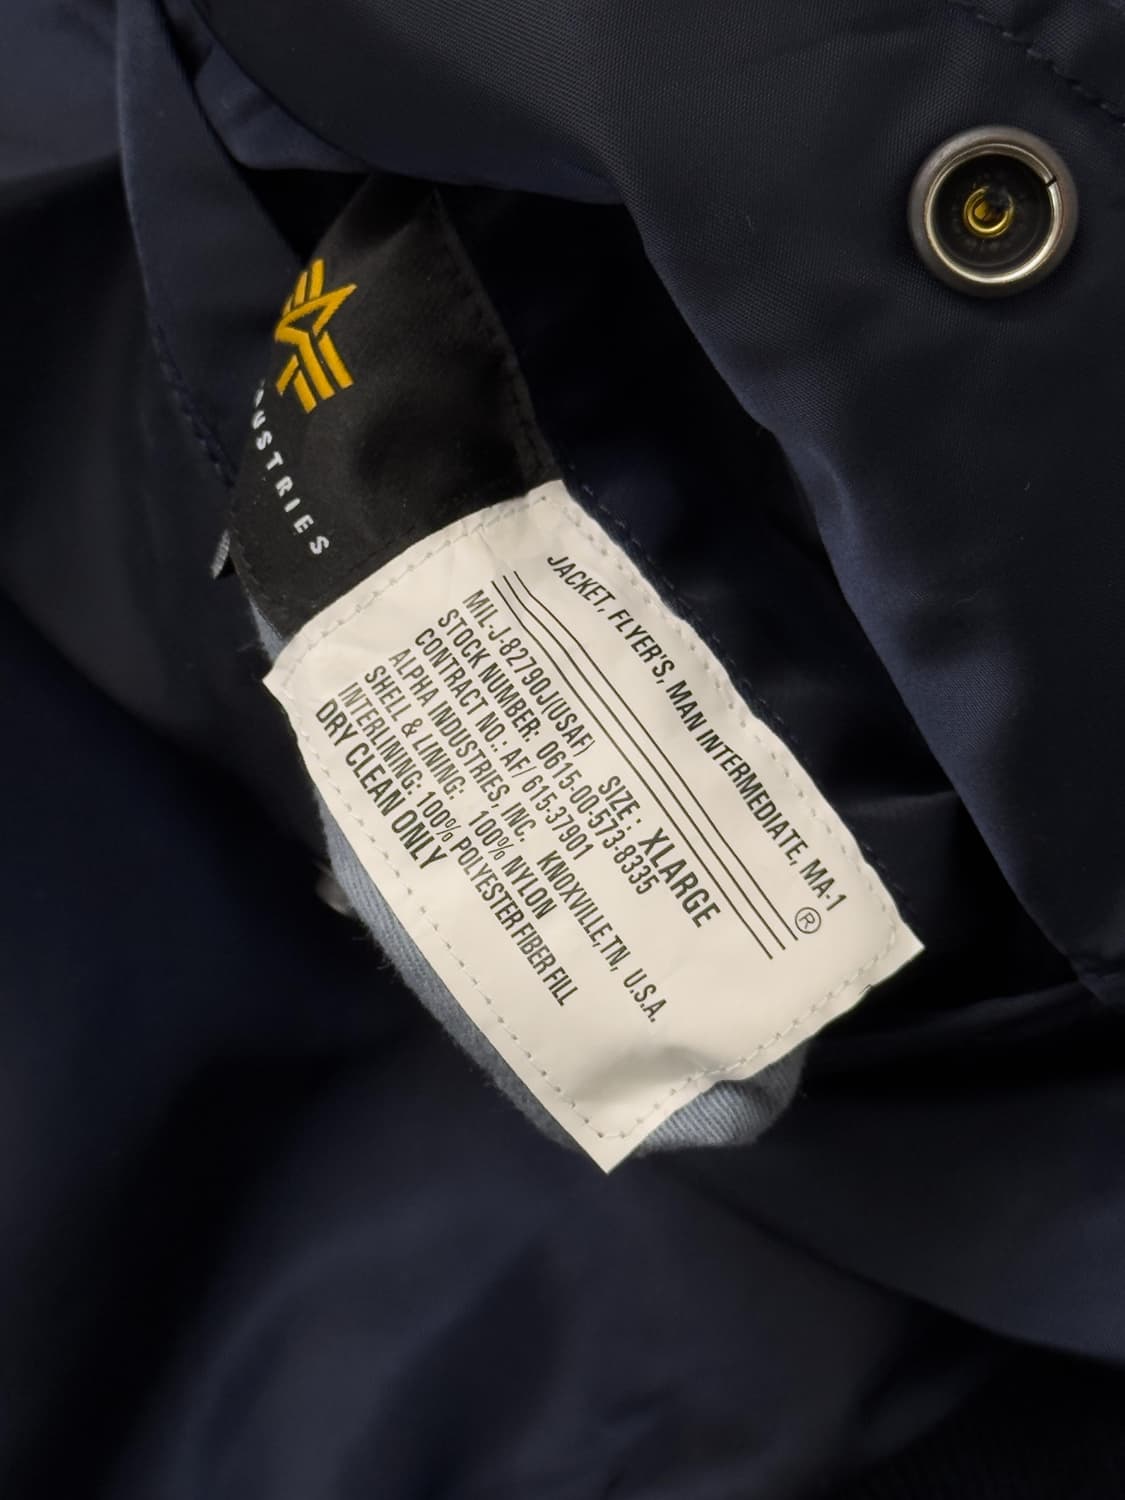 INDUSTRIES
JACKET, FLYER'S, MAN INTERMEDIATE, MA-1
®
MIL-J-82790J(USAF) SIZE: XLARGE
STOCK NUMBER: 0615-00-573-8335
CONTRACT NO.: AF/ 615-37901
ALPHA INDUSTRIES, INC. KNOXVILLE,TN, U.S.A.
SHELL & LINING: 100% NYLON
INTERLINING: 100% POLYESTER FIBER FILL
DRY CLEAN ONLY